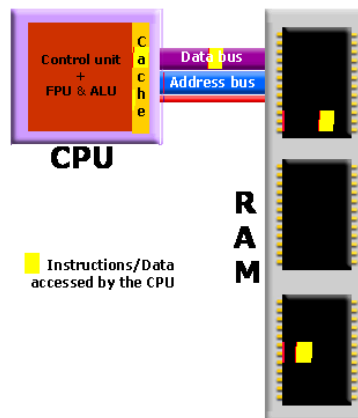 Control unit
+
FPU & ALU
C
a
c
h
e
Data bus
Address bus
CPU
R
A
M
Instructions/Data
accessed by the CPU